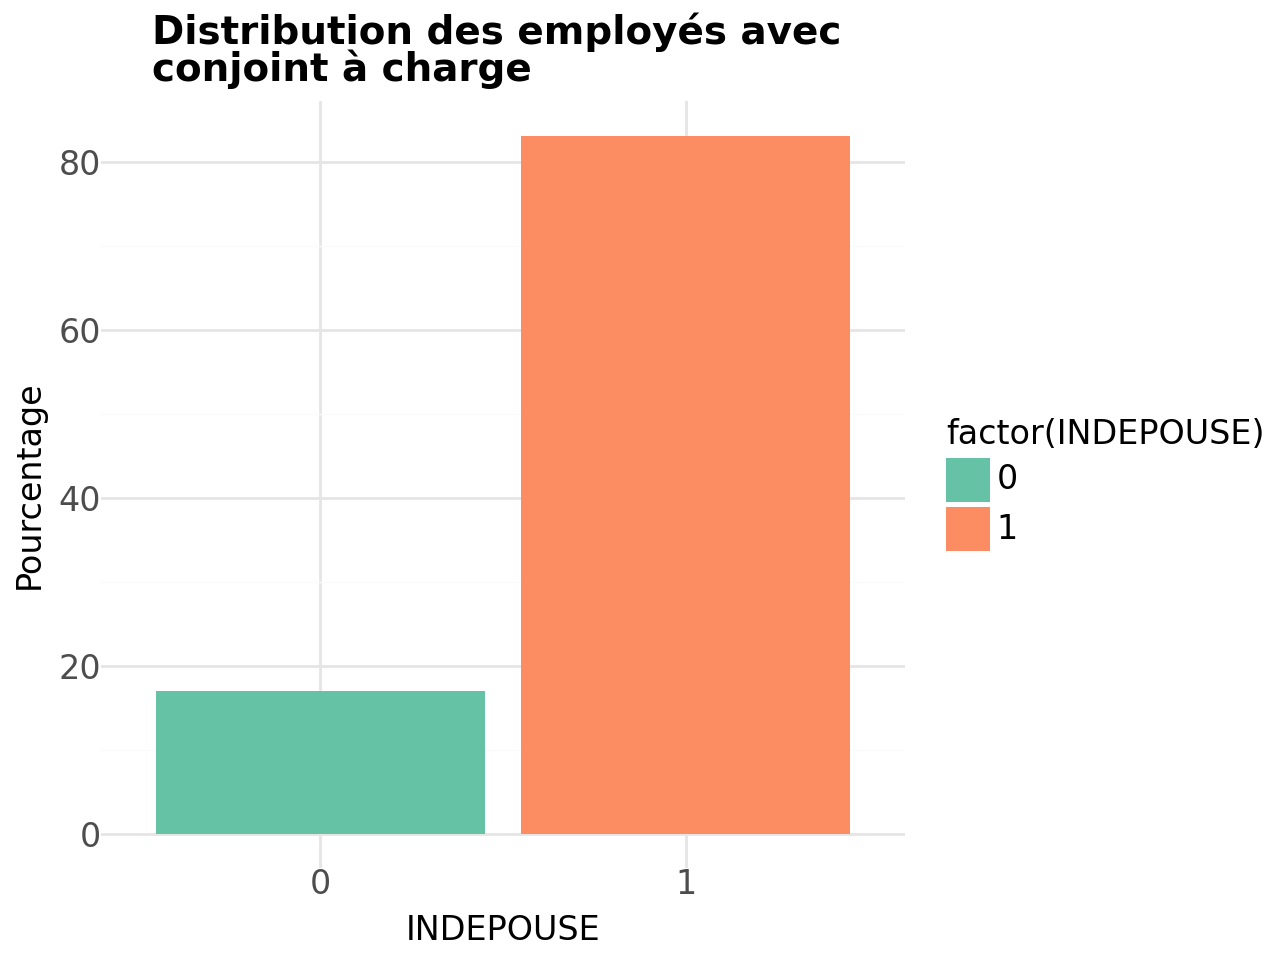 Distribution des employés avec
conjoint à charge
80
60
40
20
0
Pourcentage
0 1
INDEPOUSE
factor(INDEPOUSE)
0
1